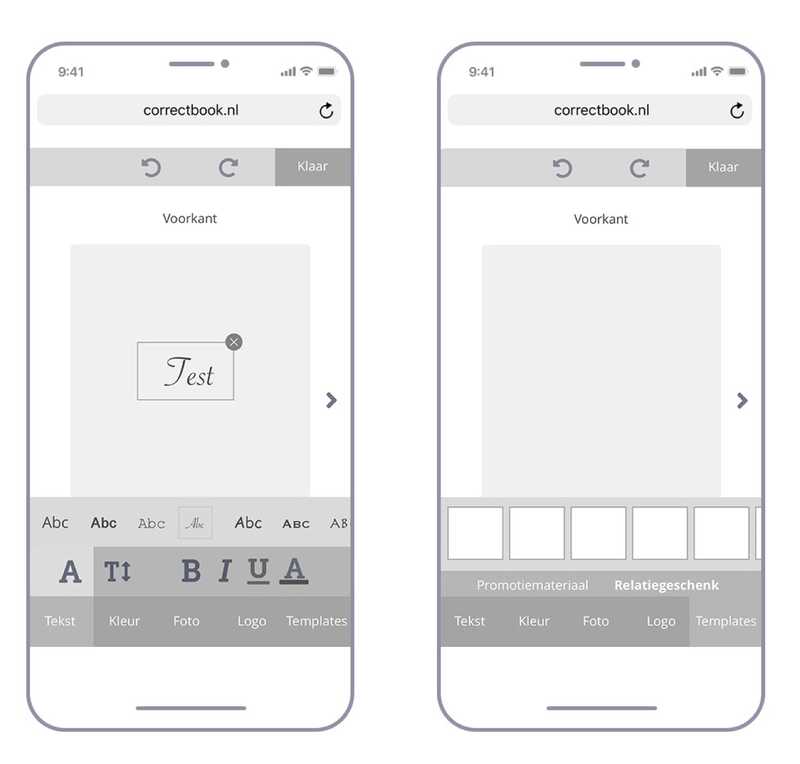 9:41
correctbook.nl
Klaar
Voorkant
Test
Abc Abc Abc Abc Abc ABC AB
A T B I U A
Tekst Kleur Foto Logo Templates
9:41
correctbook.nl
Klaar
Voorkant
Promotiemateriaal Relatiegeschenk
Tekst Kleur Foto Logo Templates